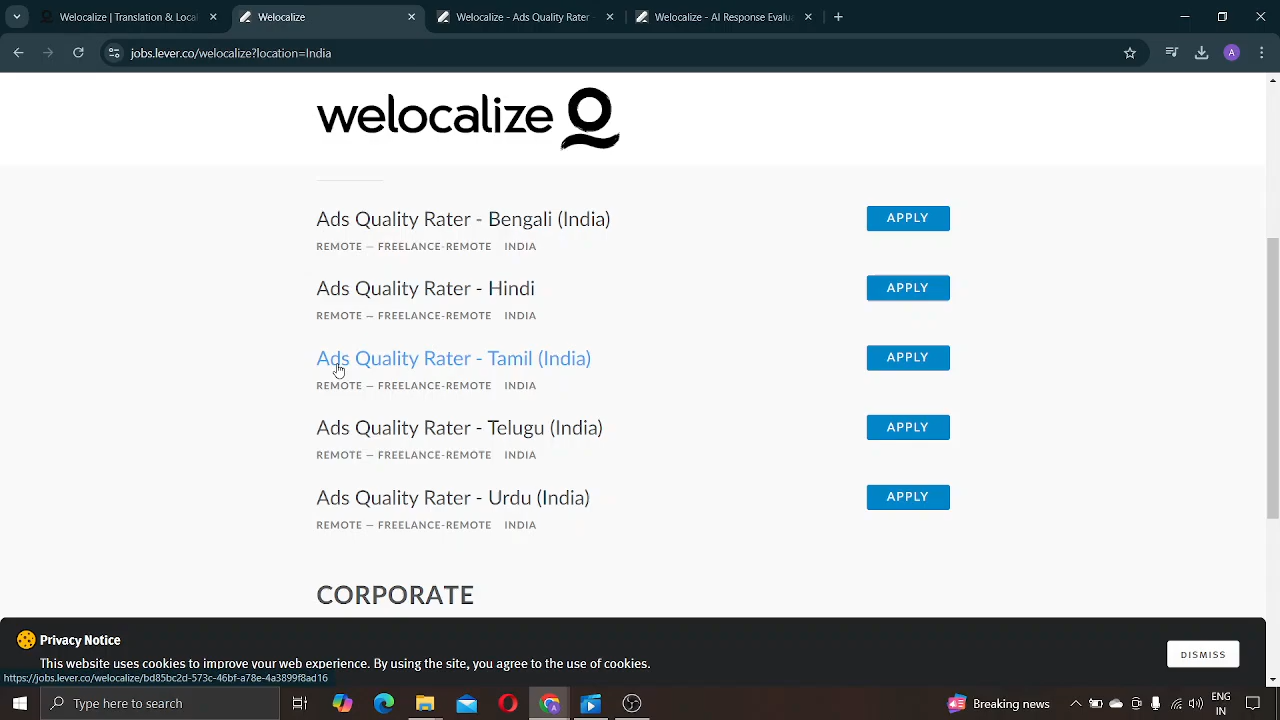 Welocalize | Translation & Local
Welocalize
Welocalize - Ads Quality Rater
Welocalize - AI Response Evalua
jobs.lever.co/welocalize?location=India
A
welocalize
Ads Quality Rater - Bengali (India)
APPLY
REMOTE — FREELANCE-REMOTE INDIA
Ads Quality Rater - Hindi
APPLY
REMOTE — FREELANCE-REMOTE INDIA
Ads Quality Rater - Tamil (India)
APPLY
REMOTE — FREELANCE-REMOTE INDIA
Ads Quality Rater - Telugu (India)
APPLY
REMOTE — FREELANCE-REMOTE INDIA
Ads Quality Rater - Urdu (India)
APPLY
REMOTE — FREELANCE-REMOTE INDIA
CORPORATE
Privacy Notice
This website uses cookies to improve your web experience. By using the site, you agree to the use of cookies.
DISMISS
https://jobs.lever.co/welocalize/bd85bc2d-573c-46bf-a78e-4a3899f8ad16
Type here to search
Breaking news
ENG
IN